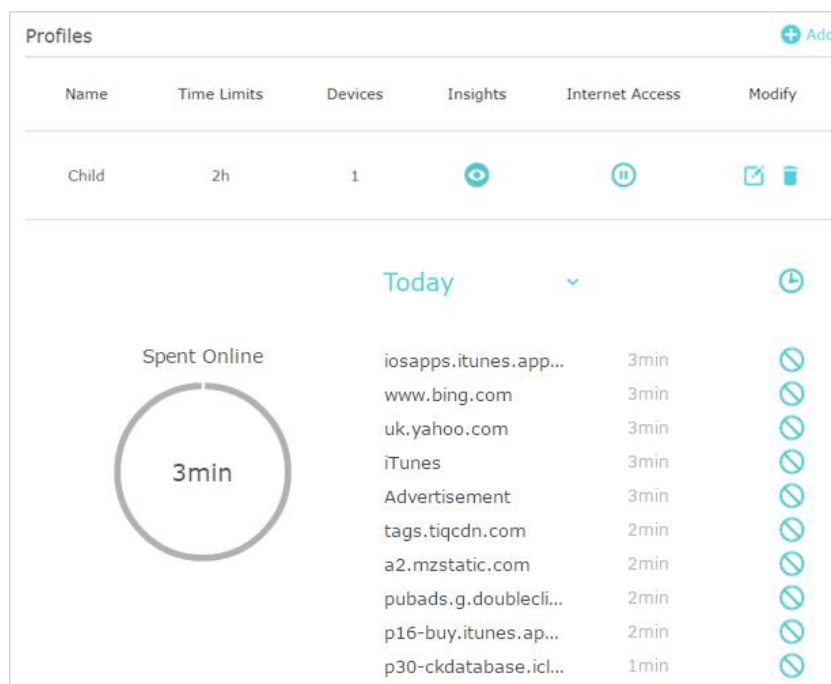 Profiles Add
Name Time Limits Devices Insights Internet Access Modify
Child 2h 1
Today
Spent Online
3min
iosapps.itunes.app... 3min
www.bing.com 3min
uk.yahoo.com 3min
iTunes 3min
Advertisement 3min
tags.tiqcdn.com 2min
a2.mzstatic.com 2min
pubads.g.doublecli... 2min
p16-buy.itunes.ap... 2min
p30-ckdatabase.icl... 1min